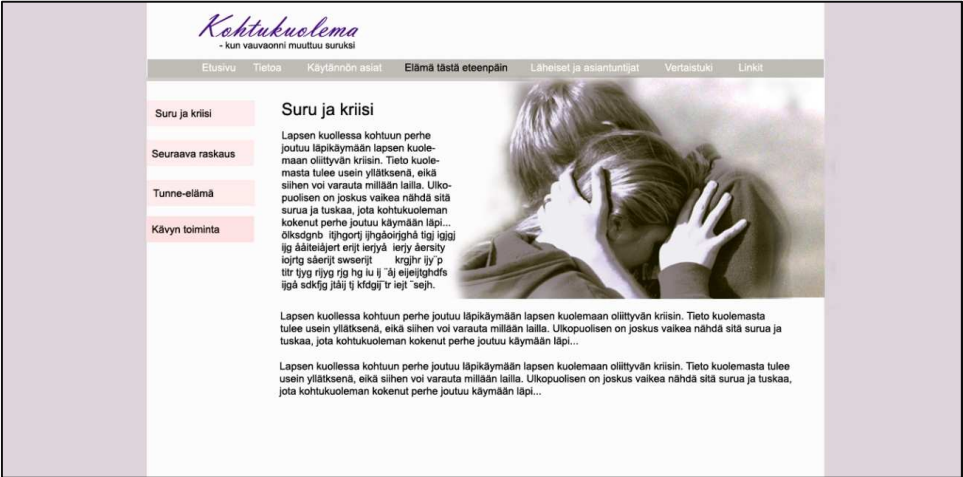 Kohtukuolema
- kun vauvaonni muuttuu suruksi
Etusivu Tietoa Käytännön asiat Elämä tästä eteenpäin Läheiset ja asiantuntijat Vertaistuki Linkit
Suru ja kriisi
Seuraava raskaus
Tunne-elämä
Kävyn toiminta
Suru ja kriisi
Lapsen kuollessa kohtuun perhe
joutuu läpikäymään lapsen kuole-
maan oliittyvän kriisin. Tieto kuole-
masta tulee usein yllätksenä, eikä
siihen voi varauta millään lailla. Ulko-
puolisen on joskus vaikea nähdä sitä
surua ja tuskaa, jota kohtukuoleman
kokenut perhe joutuu käymään läpi...
ölksdgnb itjhgortj ijhgåoirjghå tigj igjgj
ijg ååiteiåjert erijt ierjyå ierjy åersity
iojrtg såerijt swserijt krgjhr ijy¨p
titr tjyg rijyg rjg hg iu ij ¨åj eijeijtghdfs
ijgå sdkfjg jtåij tj kfdgij¨tr iejt ¨sejh.
Lapsen kuollessa kohtuun perhe joutuu läpikäymään lapsen kuolemaan oliittyvän kriisin. Tieto kuolemasta
tulee usein yllätksenä, eikä siihen voi varauta millään lailla. Ulkopuolisen on joskus vaikea nähdä sitä surua ja
tuskaa, jota kohtukuoleman kokenut perhe joutuu käymään läpi...
Lapsen kuollessa kohtuun perhe joutuu läpikäymään lapsen kuolemaan oliittyvän kriisin. Tieto kuolemasta tulee
usein yllätksenä, eikä siihen voi varauta millään lailla. Ulkopuolisen on joskus vaikea nähdä sitä surua ja tuskaa,
jota kohtukuoleman kokenut perhe joutuu käymään läpi...